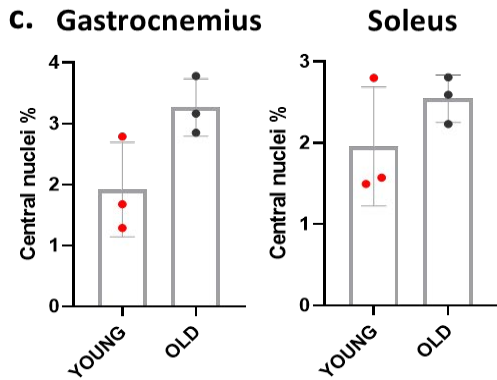 c. Gastrocnemius Soleus
Central nuclei %
4
3
2
1
0
YOUNG
OLD
Central nuclei %
3
2
1
0
YOUNG
OLD